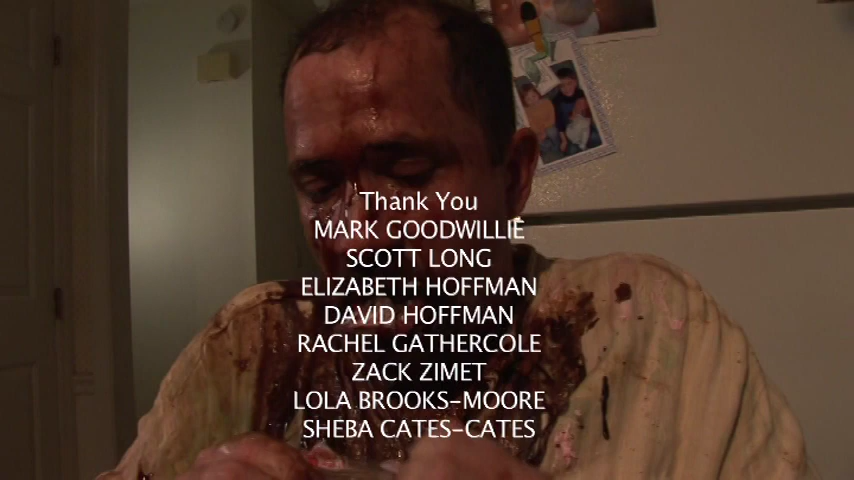 Thank You
MARK GOODWILLIE
SCOTT LONG
ELIZABETH HOFFMAN
DAVID HOFFMAN
RACHEL GATHERCOLE
ZACK ZIMET
LOLA BROOKS-MOORE
SHEBA CATES-CATES